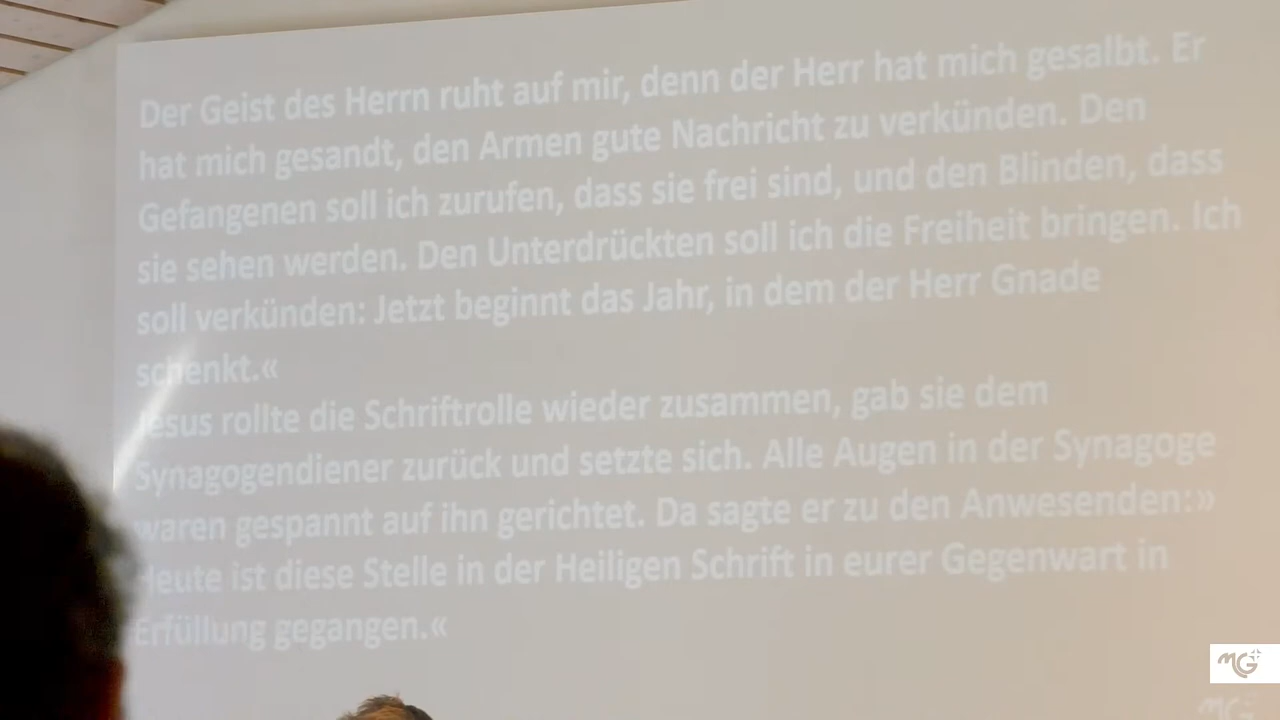 Der Geist des Herrn ruht auf mir, denn der Herr hat mich gesalbt. Er
hat mich gesandt, den Armen gute Nachricht zu verkünden. Den
Gefangenen soll ich zurufen, dass sie frei sind, und den Blinden, dass
sie sehen werden. Den Unterdrückten soll ich die Freiheit bringen. Ich
soll verkünden: Jetzt beginnt das Jahr, in dem der Herr Gnade
schenkt.«
Jesus rollte die Schriftrolle wieder zusammen, gab sie dem
Synagogendiener zurück und setzte sich. Alle Augen in der Synagoge
waren gespannt auf ihn gerichtet. Da sagte er zu den Anwesenden:»
Heute ist diese Stelle in der Heiligen Schrift in eurer Gegenwart in
Erfüllung gegangen.«
MG
MG